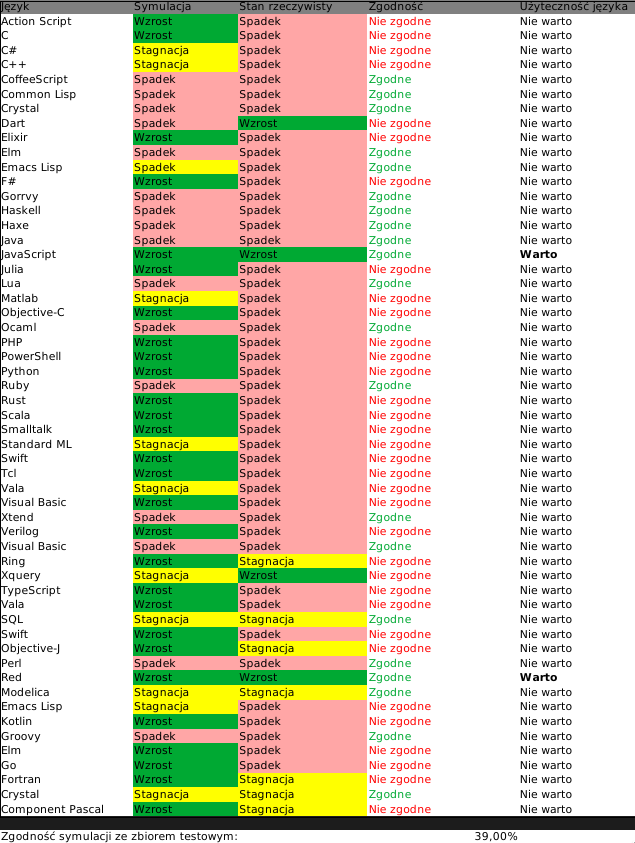 Język Symulacja Stan rzeczywisty Zgodność Użyteczność języka
Action Script Wzrost Spadek Nie zgodne Nie warto
C Wzrost Spadek Nie zgodne Nie warto
C# Stagnacja Spadek Nie zgodne Nie warto
C++ Stagnacja Spadek Nie zgodne Nie warto
CoffeeScript Spadek Spadek Zgodne Nie warto
Common Lisp Spadek Spadek Zgodne Nie warto
Crystal Spadek Spadek Zgodne Nie warto
Dart Spadek Wzrost Nie zgodne Nie warto
Elixir Wzrost Spadek Nie zgodne Nie warto
Elm Spadek Spadek Zgodne Nie warto
Emacs Lisp Spadek Spadek Zgodne Nie warto
F# Wzrost Spadek Nie zgodne Nie warto
Gorrvy Spadek Spadek Zgodne Nie warto
Haskell Spadek Spadek Zgodne Nie warto
Haxe Spadek Spadek Zgodne Nie warto
Java Spadek Spadek Zgodne Nie warto
JavaScript Wzrost Wzrost Zgodne Warto
Julia Wzrost Spadek Nie zgodne Nie warto
Lua Spadek Spadek Zgodne Nie warto
Matlab Stagnacja Spadek Nie zgodne Nie warto
Objective-C Wzrost Spadek Nie zgodne Nie warto
Ocaml Spadek Spadek Zgodne Nie warto
PHP Wzrost Spadek Nie zgodne Nie warto
PowerShell Wzrost Spadek Nie zgodne Nie warto
Python Wzrost Spadek Nie zgodne Nie warto
Ruby Spadek Spadek Zgodne Nie warto
Rust Wzrost Spadek Nie zgodne Nie warto
Scala Wzrost Spadek Nie zgodne Nie warto
Smalltalk Wzrost Spadek Nie zgodne Nie warto
Standard ML Stagnacja Spadek Nie zgodne Nie warto
Swift Wzrost Spadek Nie zgodne Nie warto
Tcl Wzrost Spadek Nie zgodne Nie warto
Vala Stagnacja Spadek Nie zgodne Nie warto
Visual Basic Wzrost Spadek Nie zgodne Nie warto
Xtend Spadek Spadek Zgodne Nie warto
Verilog Wzrost Spadek Nie zgodne Nie warto
Visual Basic Spadek Spadek Zgodne Nie warto
Ring Wzrost Stagnacja Nie zgodne Nie warto
Xquery Stagnacja Wzrost Nie zgodne Nie warto
TypeScript Wzrost Spadek Nie zgodne Nie warto
Vala Wzrost Spadek Nie zgodne Nie warto
SQL Stagnacja Stagnacja Zgodne Nie warto
Swift Wzrost Spadek Nie zgodne Nie warto
Objective-J Wzrost Stagnacja Nie zgodne Nie warto
Perl Spadek Spadek Zgodne Nie warto
Red Wzrost Wzrost Zgodne Warto
Modelica Stagnacja Stagnacja Zgodne Nie warto
Emacs Lisp Stagnacja Spadek Nie zgodne Nie warto
Kotlin Wzrost Spadek Nie zgodne Nie warto
Groovy Spadek Spadek Zgodne Nie warto
Elm Wzrost Spadek Nie zgodne Nie warto
Go Wzrost Spadek Nie zgodne Nie warto
Fortran Wzrost Stagnacja Nie zgodne Nie warto
Crystal Stagnacja Stagnacja Zgodne Nie warto
Component Pascal Wzrost Stagnacja Nie zgodne Nie warto
Zgodność symulacji ze zbiorem testowym: 39,00%